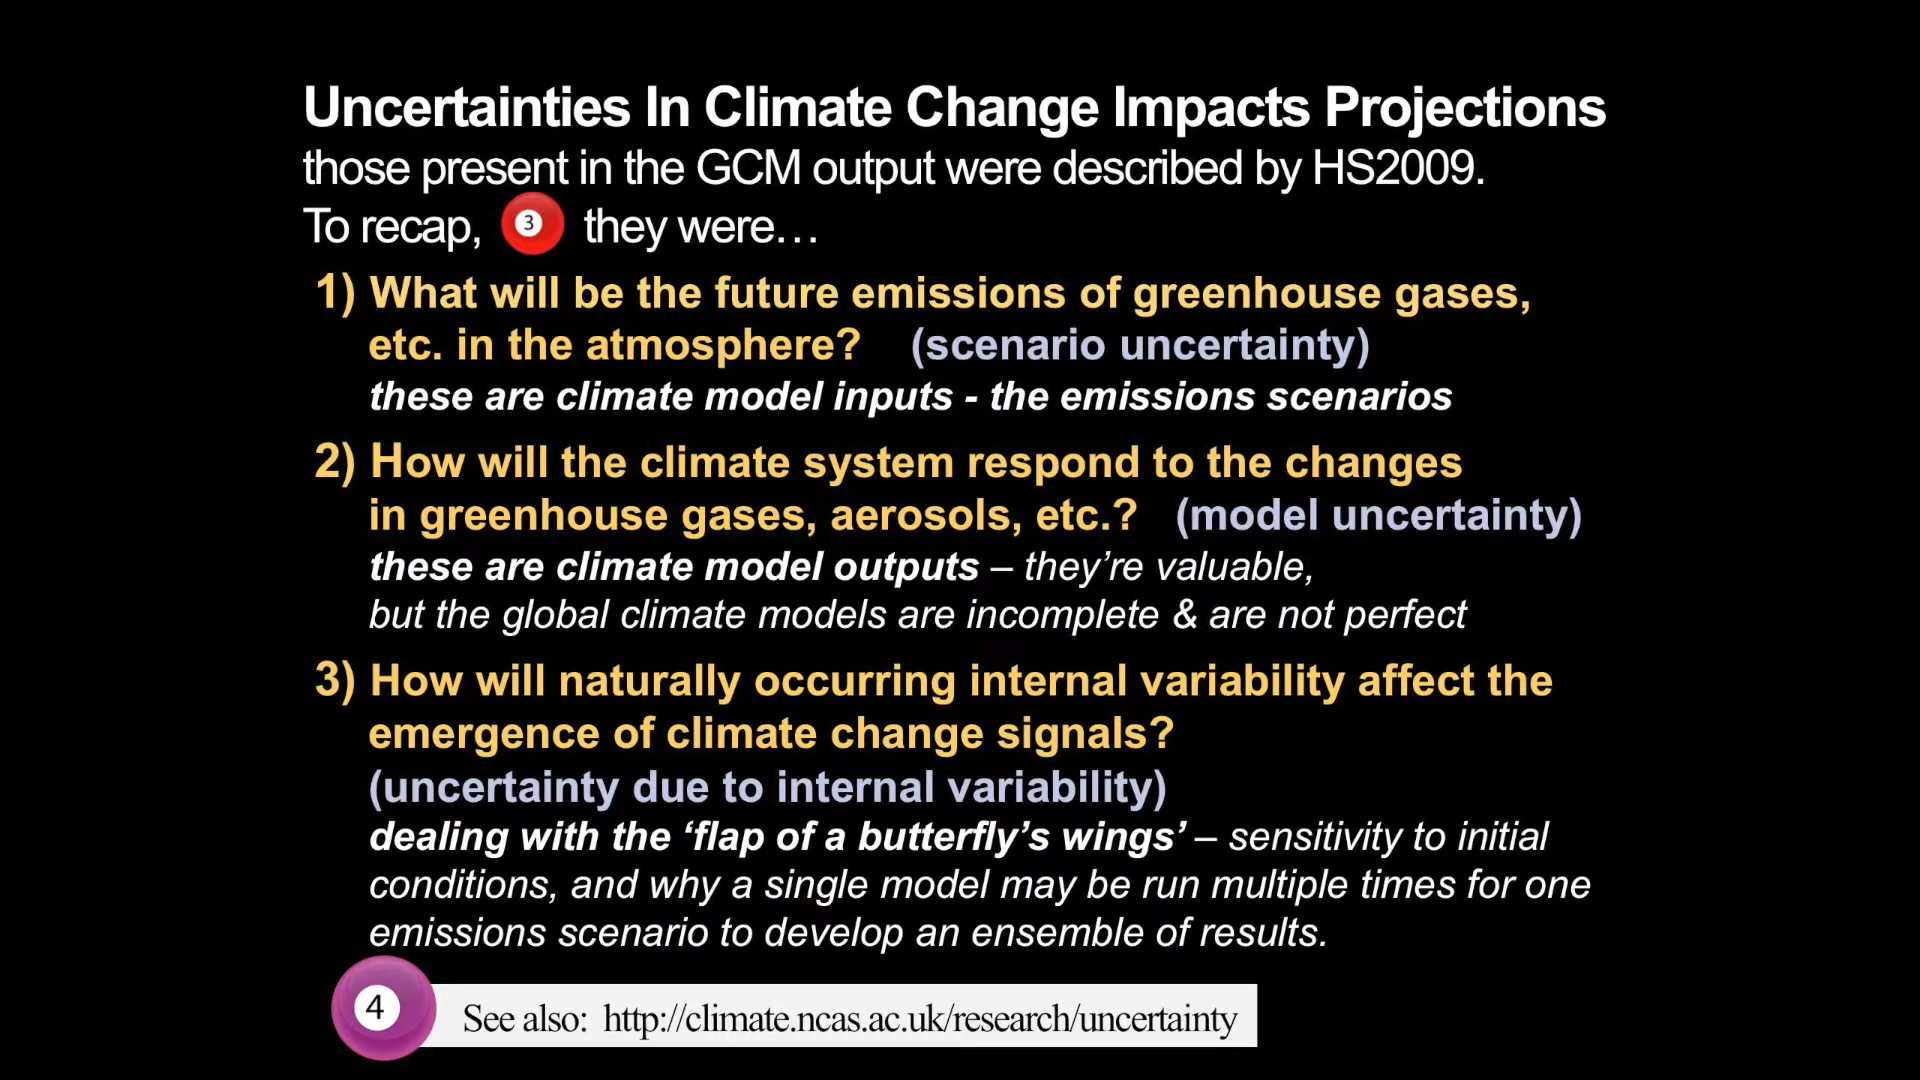 Uncertainties In Climate Change Impacts Projections
those present in the GCM output were described by HS2009.
To recap, 3 they were…
1) What will be the future emissions of greenhouse gases,
etc. in the atmosphere? (scenario uncertainty)
these are climate model inputs - the emissions scenarios
2) How will the climate system respond to the changes
in greenhouse gases, aerosols, etc.? (model uncertainty)
these are climate model outputs – they’re valuable,
but the global climate models are incomplete & are not perfect
3) How will naturally occurring internal variability affect the
emergence of climate change signals?
(uncertainty due to internal variability)
dealing with the ‘flap of a butterfly’s wings’ – sensitivity to initial
conditions, and why a single model may be run multiple times for one
emissions scenario to develop an ensemble of results.
4 See also: http://climate.ncas.ac.uk/research/uncertainty